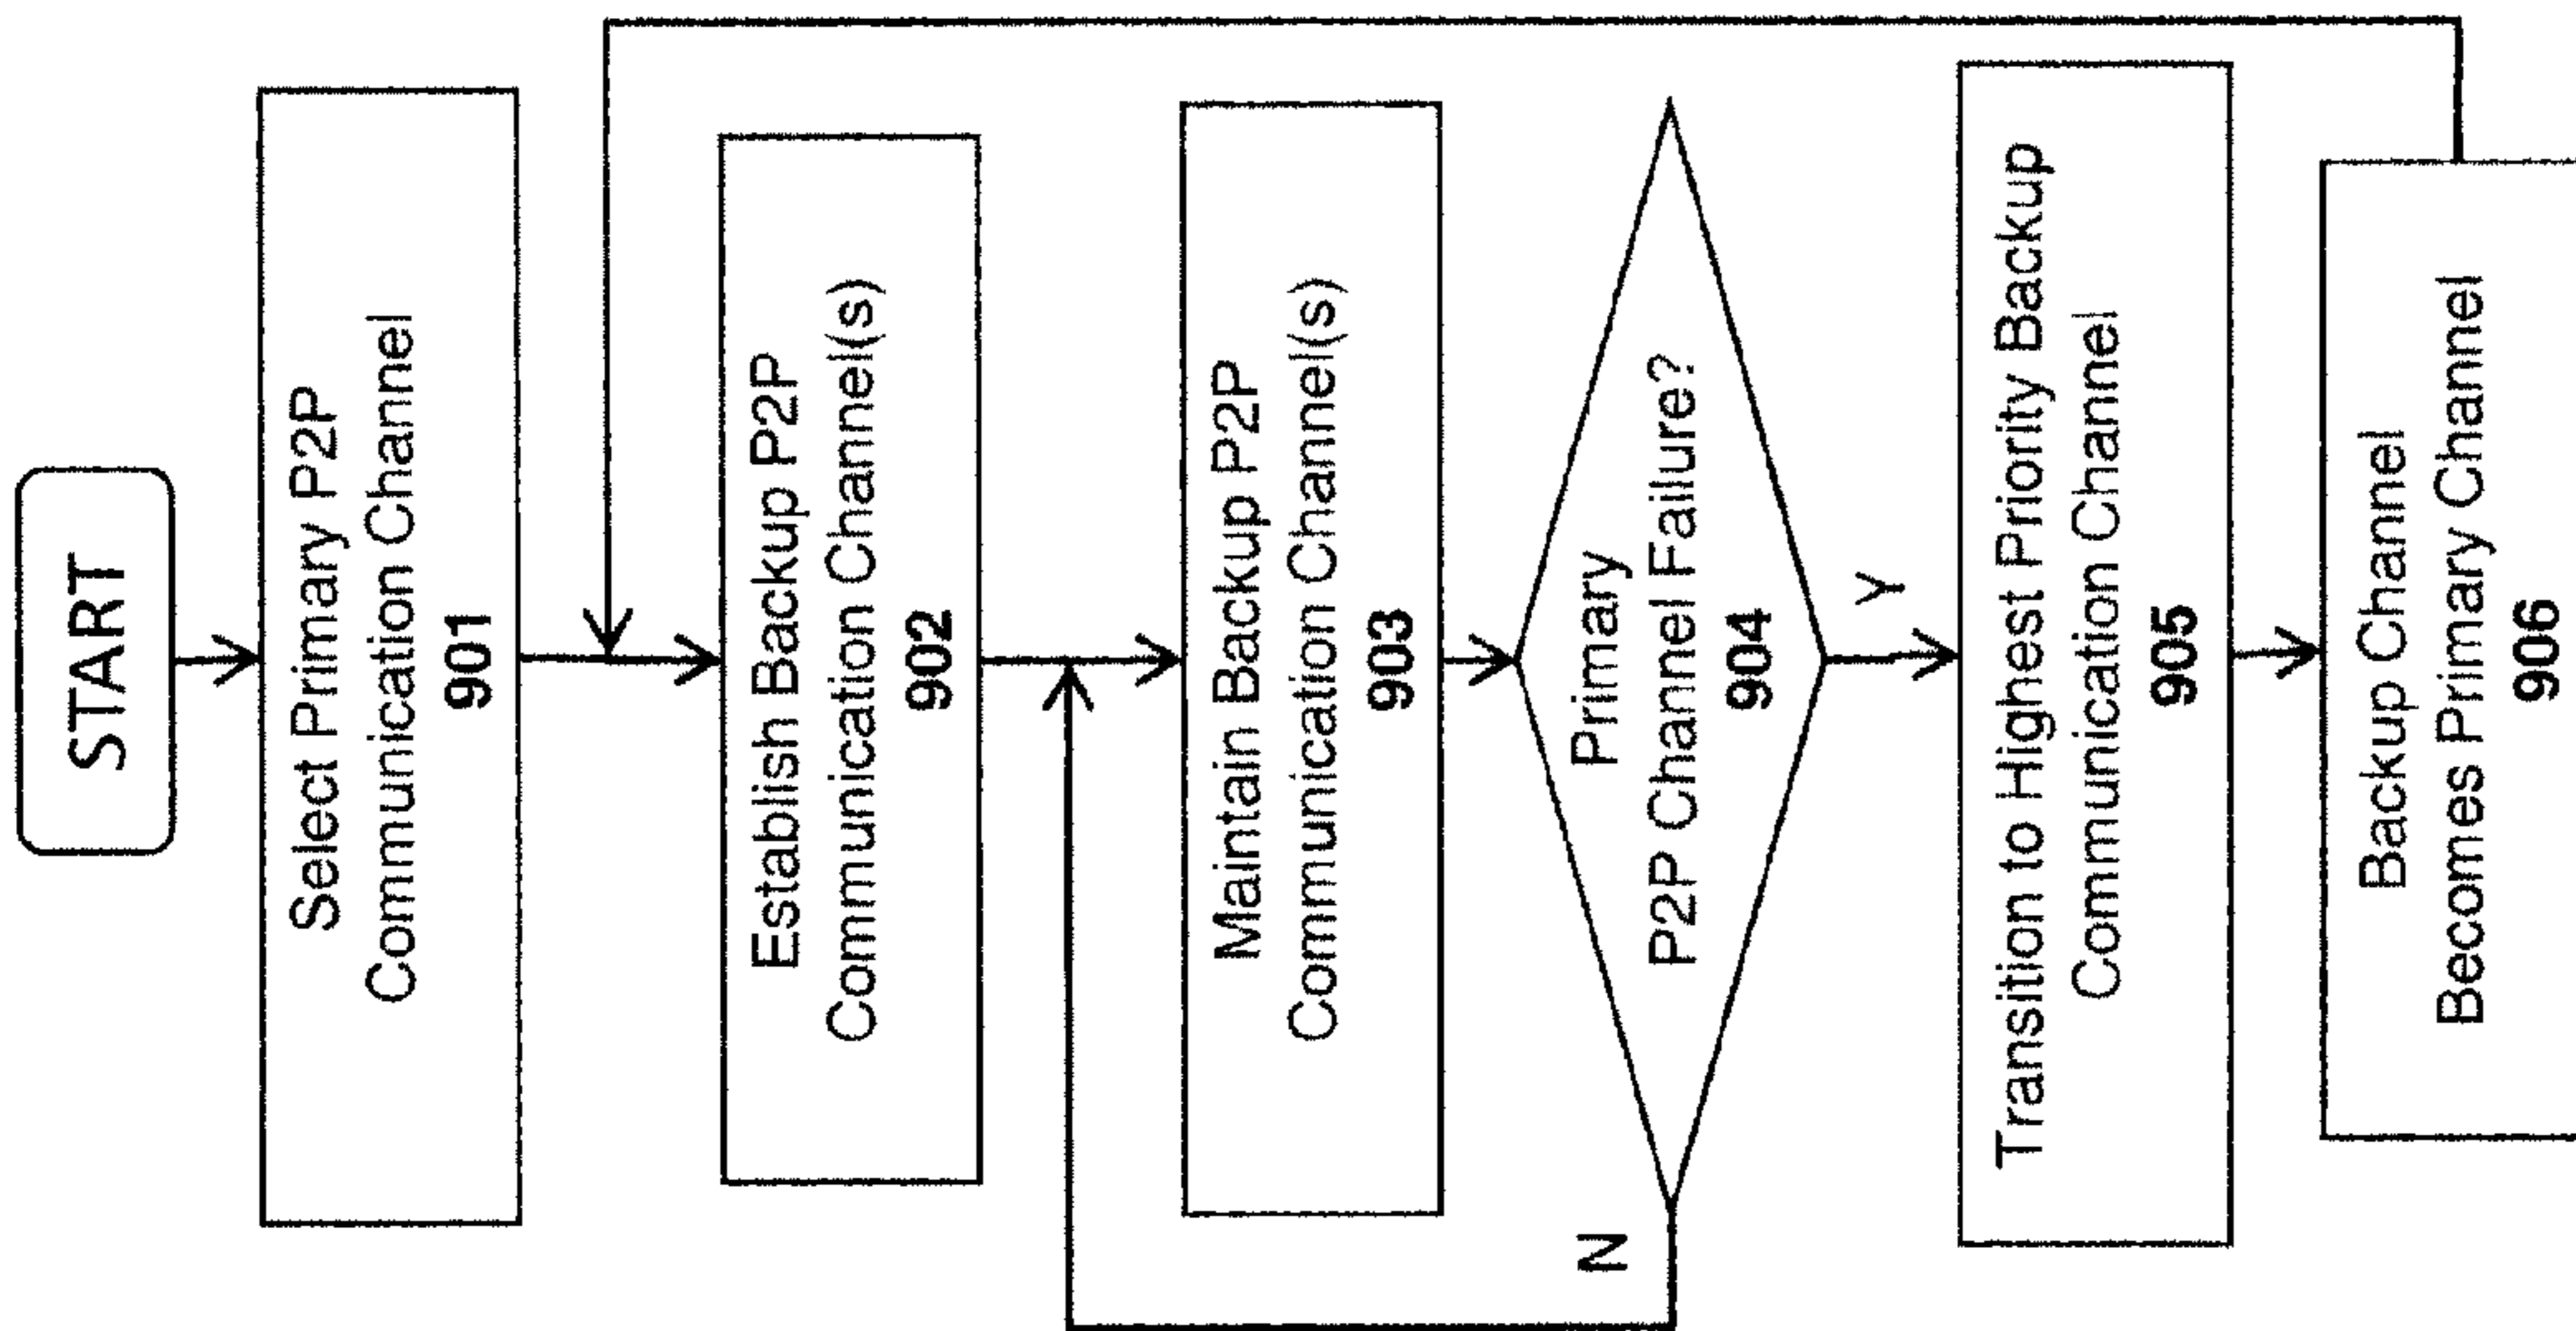 START
Select Primary P2P
Communication Channel
901
Establish Backup P2P
Communication Channel(s)
902
Maintain Backup P2P
Communication Channel(s)
903
Primary
P2P Channel Failure?
904
N
Y
Transition to Highest Priority Backup
Communication Channel
905
Backup Channel
Becomes Primary Channel
906